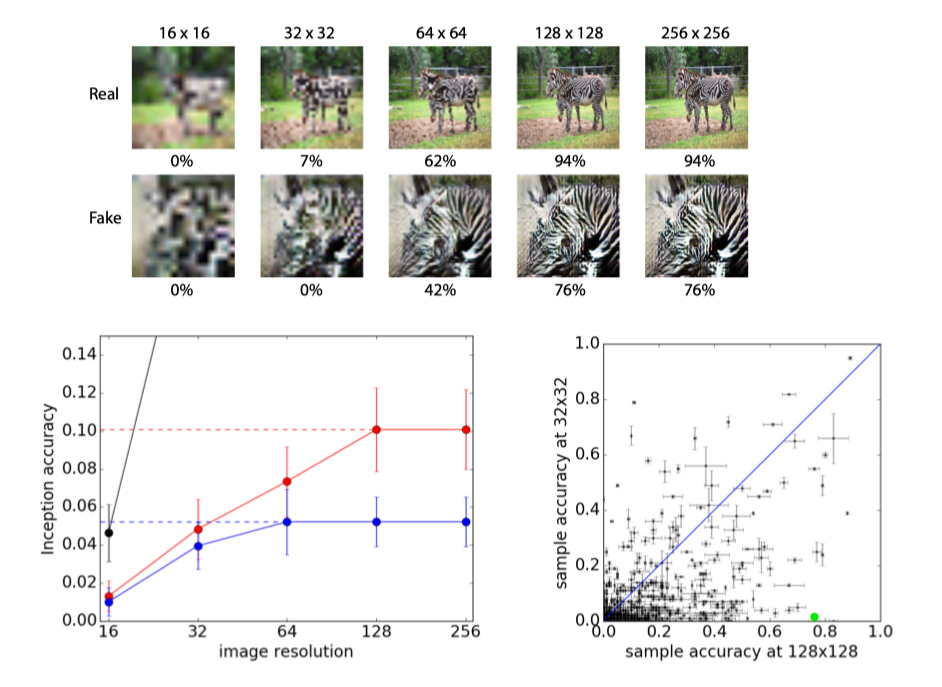 16 x 16 32 x 32 64 x 64 128 x 128 256 x 256
Real
0% 7% 62% 94% 94%
Fake
0% 0% 42% 76% 76%
0.14
0.12
0.10
0.08
0.06
0.04
0.02
0.00
Inception accuracy
16 32 64 128 256
image resolution
1.0
0.8
0.6
0.4
0.2
0.0
sample accuracy at 32x32
0.0 0.2 0.4 0.6 0.8 1.0
sample accuracy at 128x128